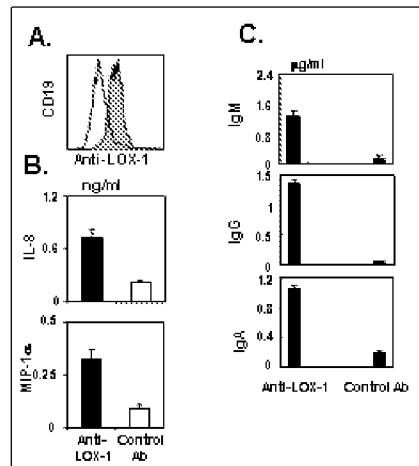 A.
CD19
Anti-LOX-1
B.
ng/ml
IL-8
1.2
0.6
0
MIP-1α
0.5
0.25
0
Anti-LOX-1
Control Ab
C.
µg/ml
IgM
2.4
1.6
0.8
0
IgG
1.5
1
0.5
0
IgA
1.2
0.8
0.4
0
Anti-LOX-1
Control Ab